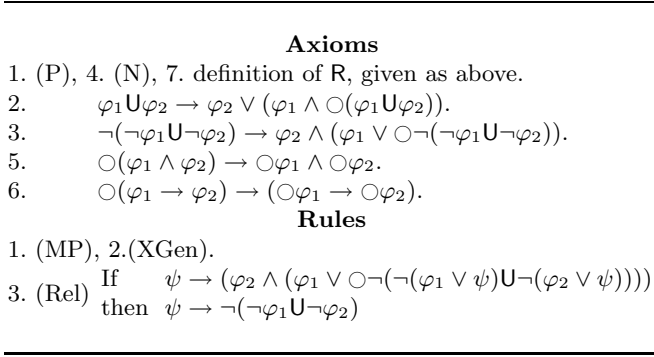 Axioms
1. (P), 4. (N), 7. definition of R, given as above.
2. φ₁Uφ₂ → φ₂ ∨ (φ₁ ∧ ○(φ₁Uφ₂)).
3. ¬(¬φ₁U¬φ₂) → φ₂ ∧ (φ₁ ∨ ○¬(¬φ₁U¬φ₂)).
5. ○(φ₁ ∧ φ₂) → ○φ₁ ∧ ○φ₂.
6. ○(φ₁ → φ₂) → (○φ₁ → ○φ₂).
Rules
1. (MP), 2.(XGen).
3. (Rel) If ψ → (φ₂ ∧ (φ₁ ∨ ○¬(¬(φ₁ ∨ ψ)U¬(φ₂ ∨ ψ))))
then ψ → ¬(¬φ₁U¬φ₂)